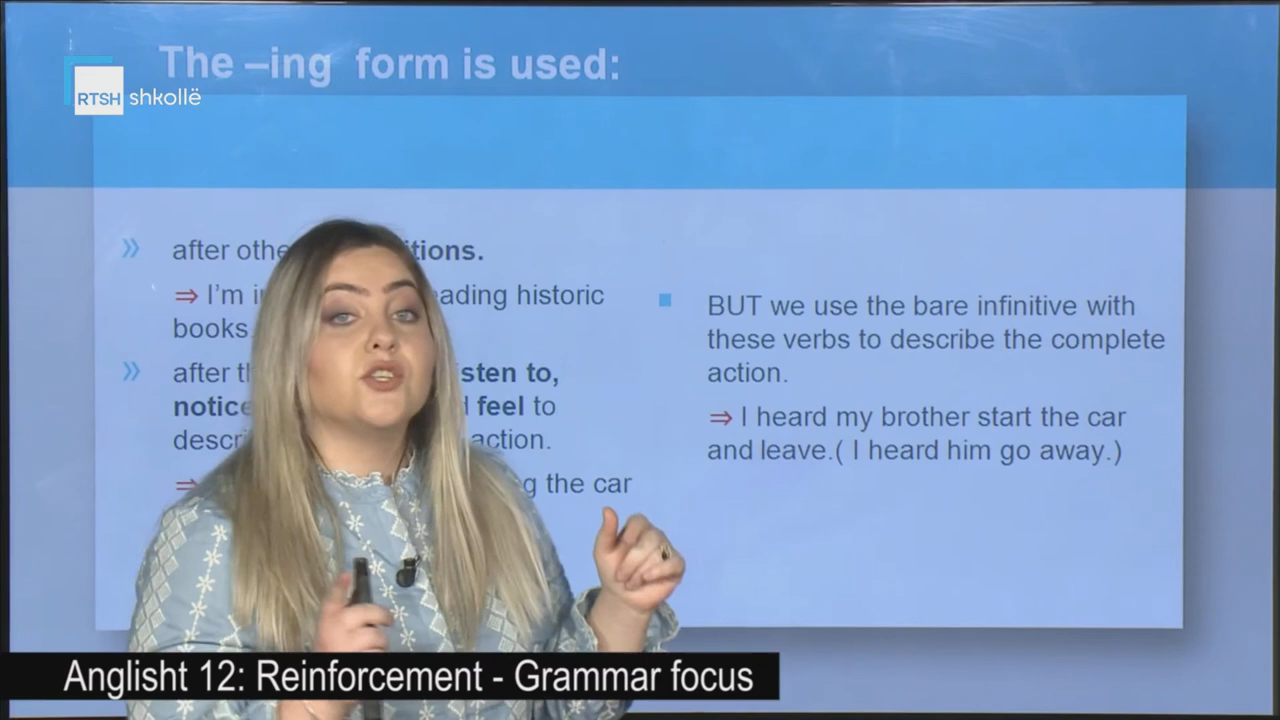 The –ing form is used:
RTSH shkollë
after other itions.
⇒ I'm in eading historic
books
after th sten to,
notice d feel to
descri action.
⇒ g the car
BUT we use the bare infinitive with
these verbs to describe the complete
action.
⇒ I heard my brother start the car
and leave.( I heard him go away.)
Anglisht 12: Reinforcement - Grammar focus